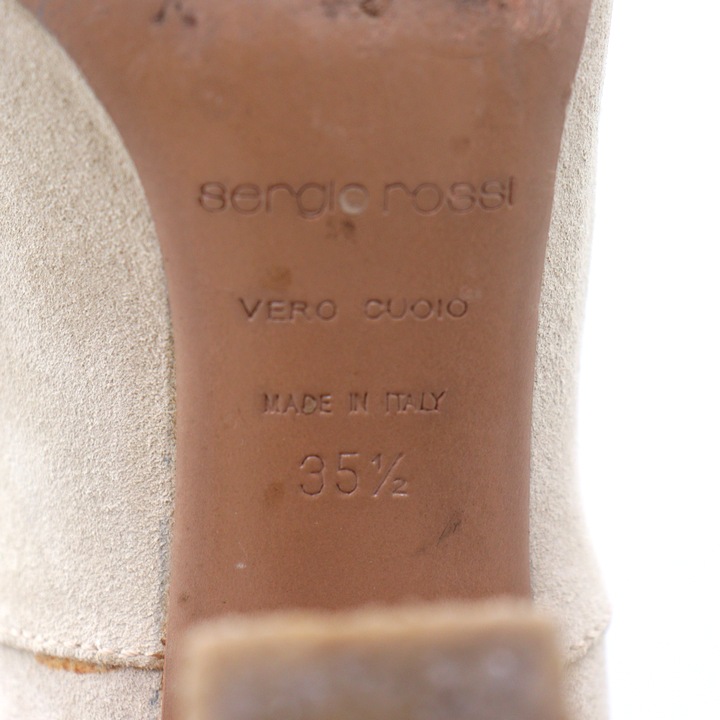 sergio rossi
VERO CUOIO
MADE IN ITALY
35½